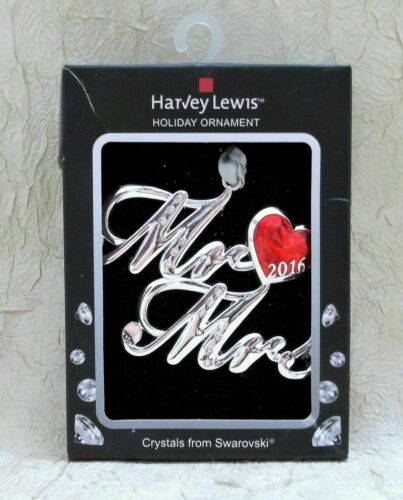 Harvey Lewis™
HOLIDAY ORNAMENT
Mr
2016
Mrs
Crystals from Swarovski®